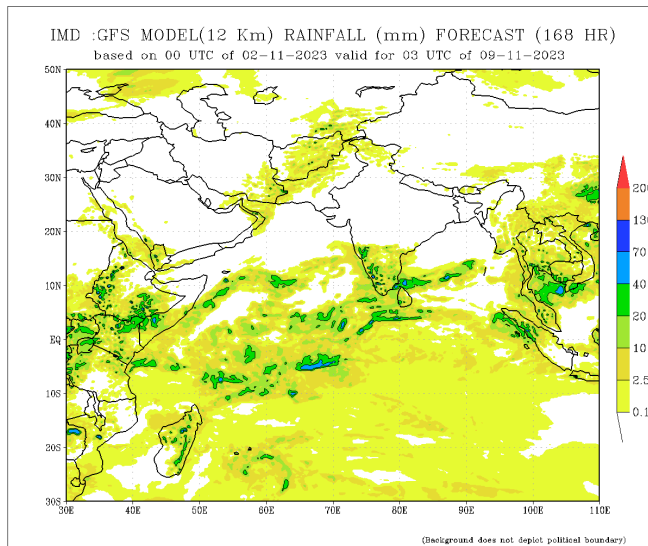 IMD :GFS MODEL(12 Km) RAINFALL (mm) FORECAST (168 HR)
based on 00 UTC of 02-11-2023 valid for 03 UTC of 09-11-2023
50N
40N
30N
20N
10N
EQ
10S
20S
30S
30E 40E 50E 60E 70E 80E 90E 100E 110E
200
130
70
40
20
10
2.5
0.1
(Background does not depiot political boundary)